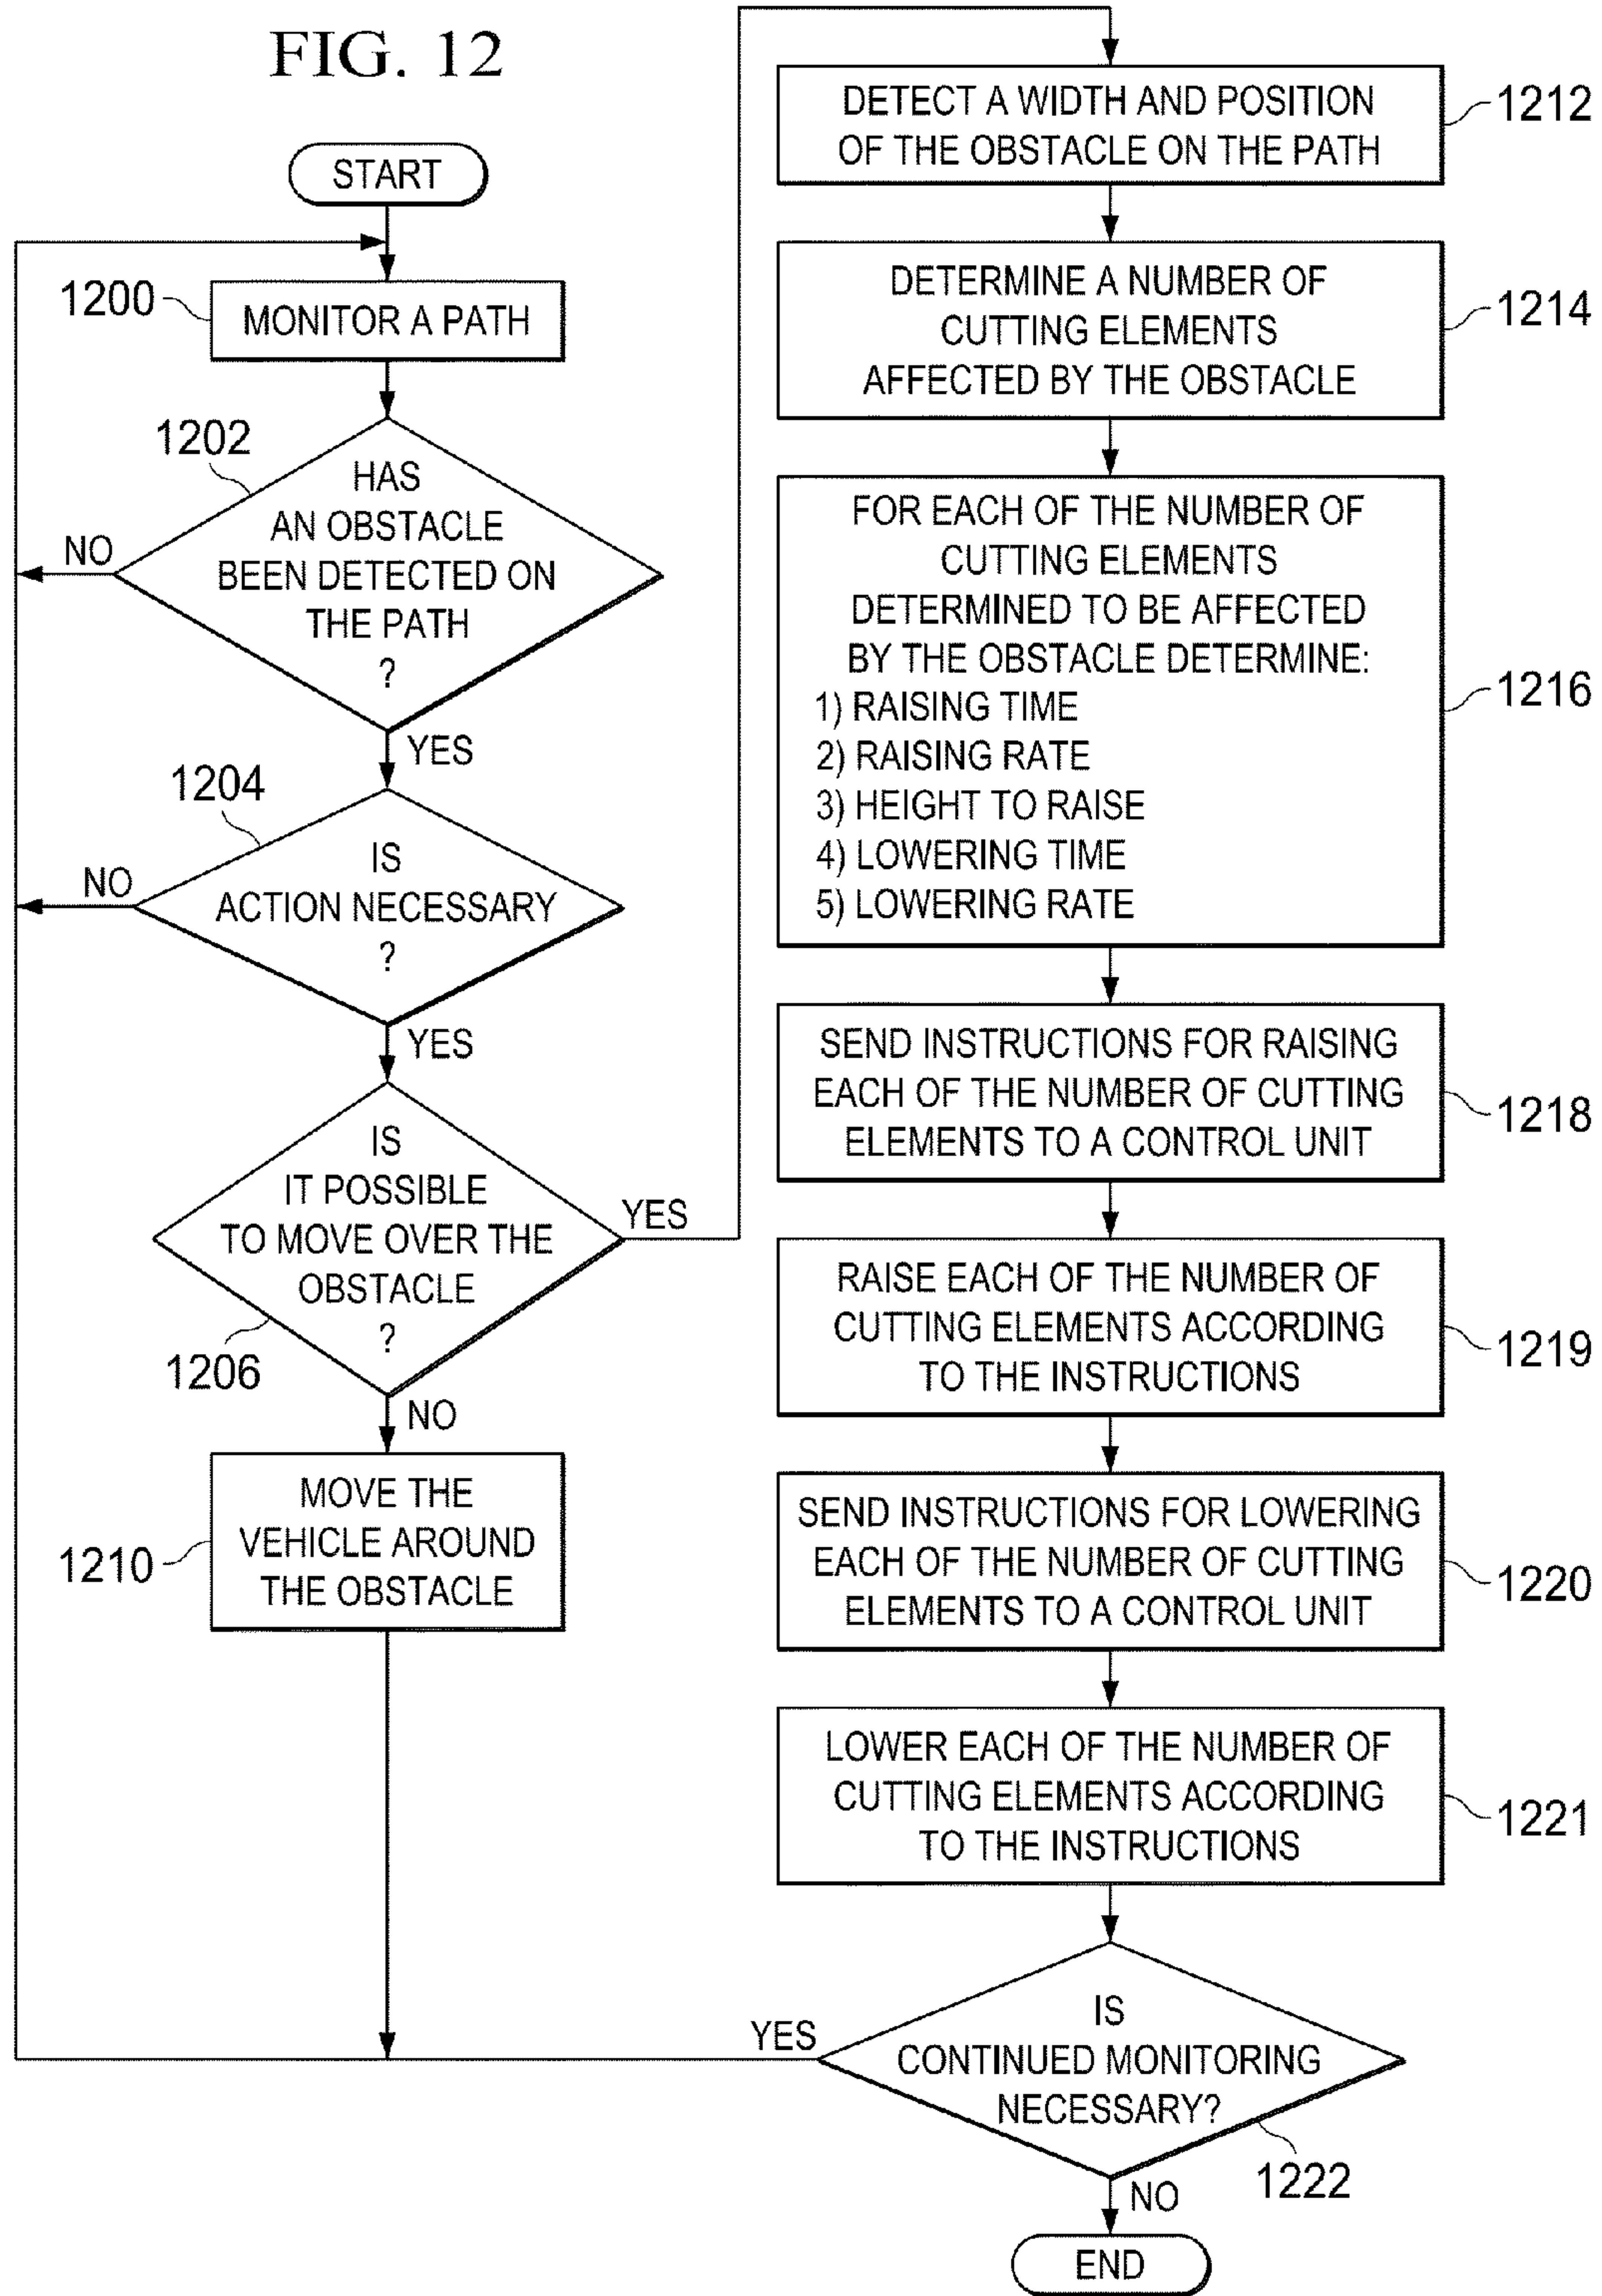 FIG. 12
START
1200
MONITOR A PATH
1202
HAS
AN OBSTACLE
BEEN DETECTED ON
THE PATH
?
NO
YES
1204
IS
ACTION NECESSARY
?
NO
YES
IS
IT POSSIBLE
TO MOVE OVER THE
OBSTACLE
?
YES
1206
NO
1210
MOVE THE
VEHICLE AROUND
THE OBSTACLE
DETECT A WIDTH AND POSITION
OF THE OBSTACLE ON THE PATH
1212
DETERMINE A NUMBER OF
CUTTING ELEMENTS
AFFECTED BY THE OBSTACLE
1214
FOR EACH OF THE NUMBER OF
CUTTING ELEMENTS
DETERMINED TO BE AFFECTED
BY THE OBSTACLE DETERMINE:
1) RAISING TIME
2) RAISING RATE
3) HEIGHT TO RAISE
4) LOWERING TIME
5) LOWERING RATE
1216
SEND INSTRUCTIONS FOR RAISING
EACH OF THE NUMBER OF CUTTING
ELEMENTS TO A CONTROL UNIT
1218
RAISE EACH OF THE NUMBER OF
CUTTING ELEMENTS ACCORDING
TO THE INSTRUCTIONS
1219
SEND INSTRUCTIONS FOR LOWERING
EACH OF THE NUMBER OF CUTTING
ELEMENTS TO A CONTROL UNIT
1220
LOWER EACH OF THE NUMBER OF
CUTTING ELEMENTS ACCORDING
TO THE INSTRUCTIONS
1221
YES
IS
CONTINUED MONITORING
NECESSARY?
1222
NO
END